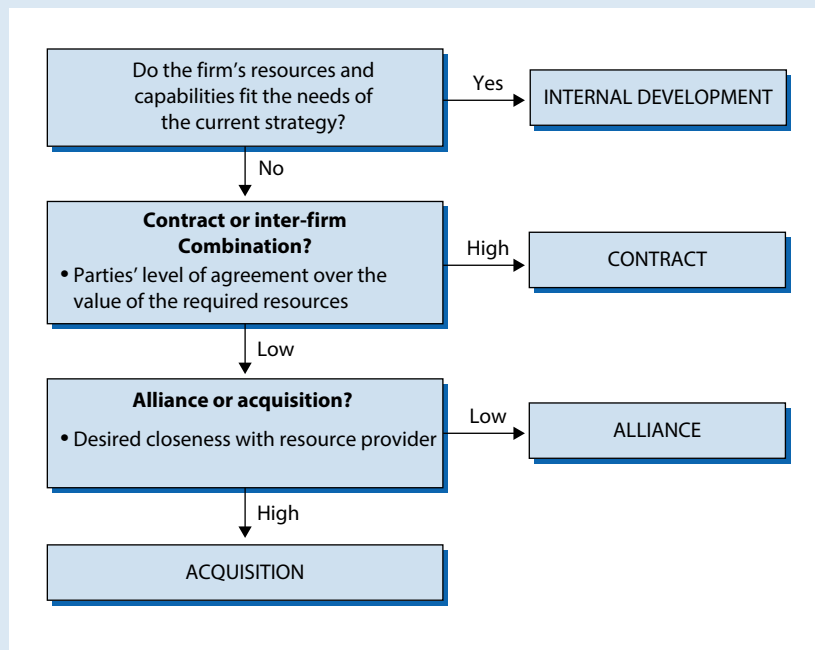 Do the firm’s resources and
capabilities fit the needs of
the current strategy?
Yes
INTERNAL DEVELOPMENT
No
Contract or inter-firm
Combination?
• Parties’ level of agreement over the
value of the required resources
High
CONTRACT
Low
Alliance or acquisition?
• Desired closeness with resource provider
Low
ALLIANCE
High
ACQUISITION